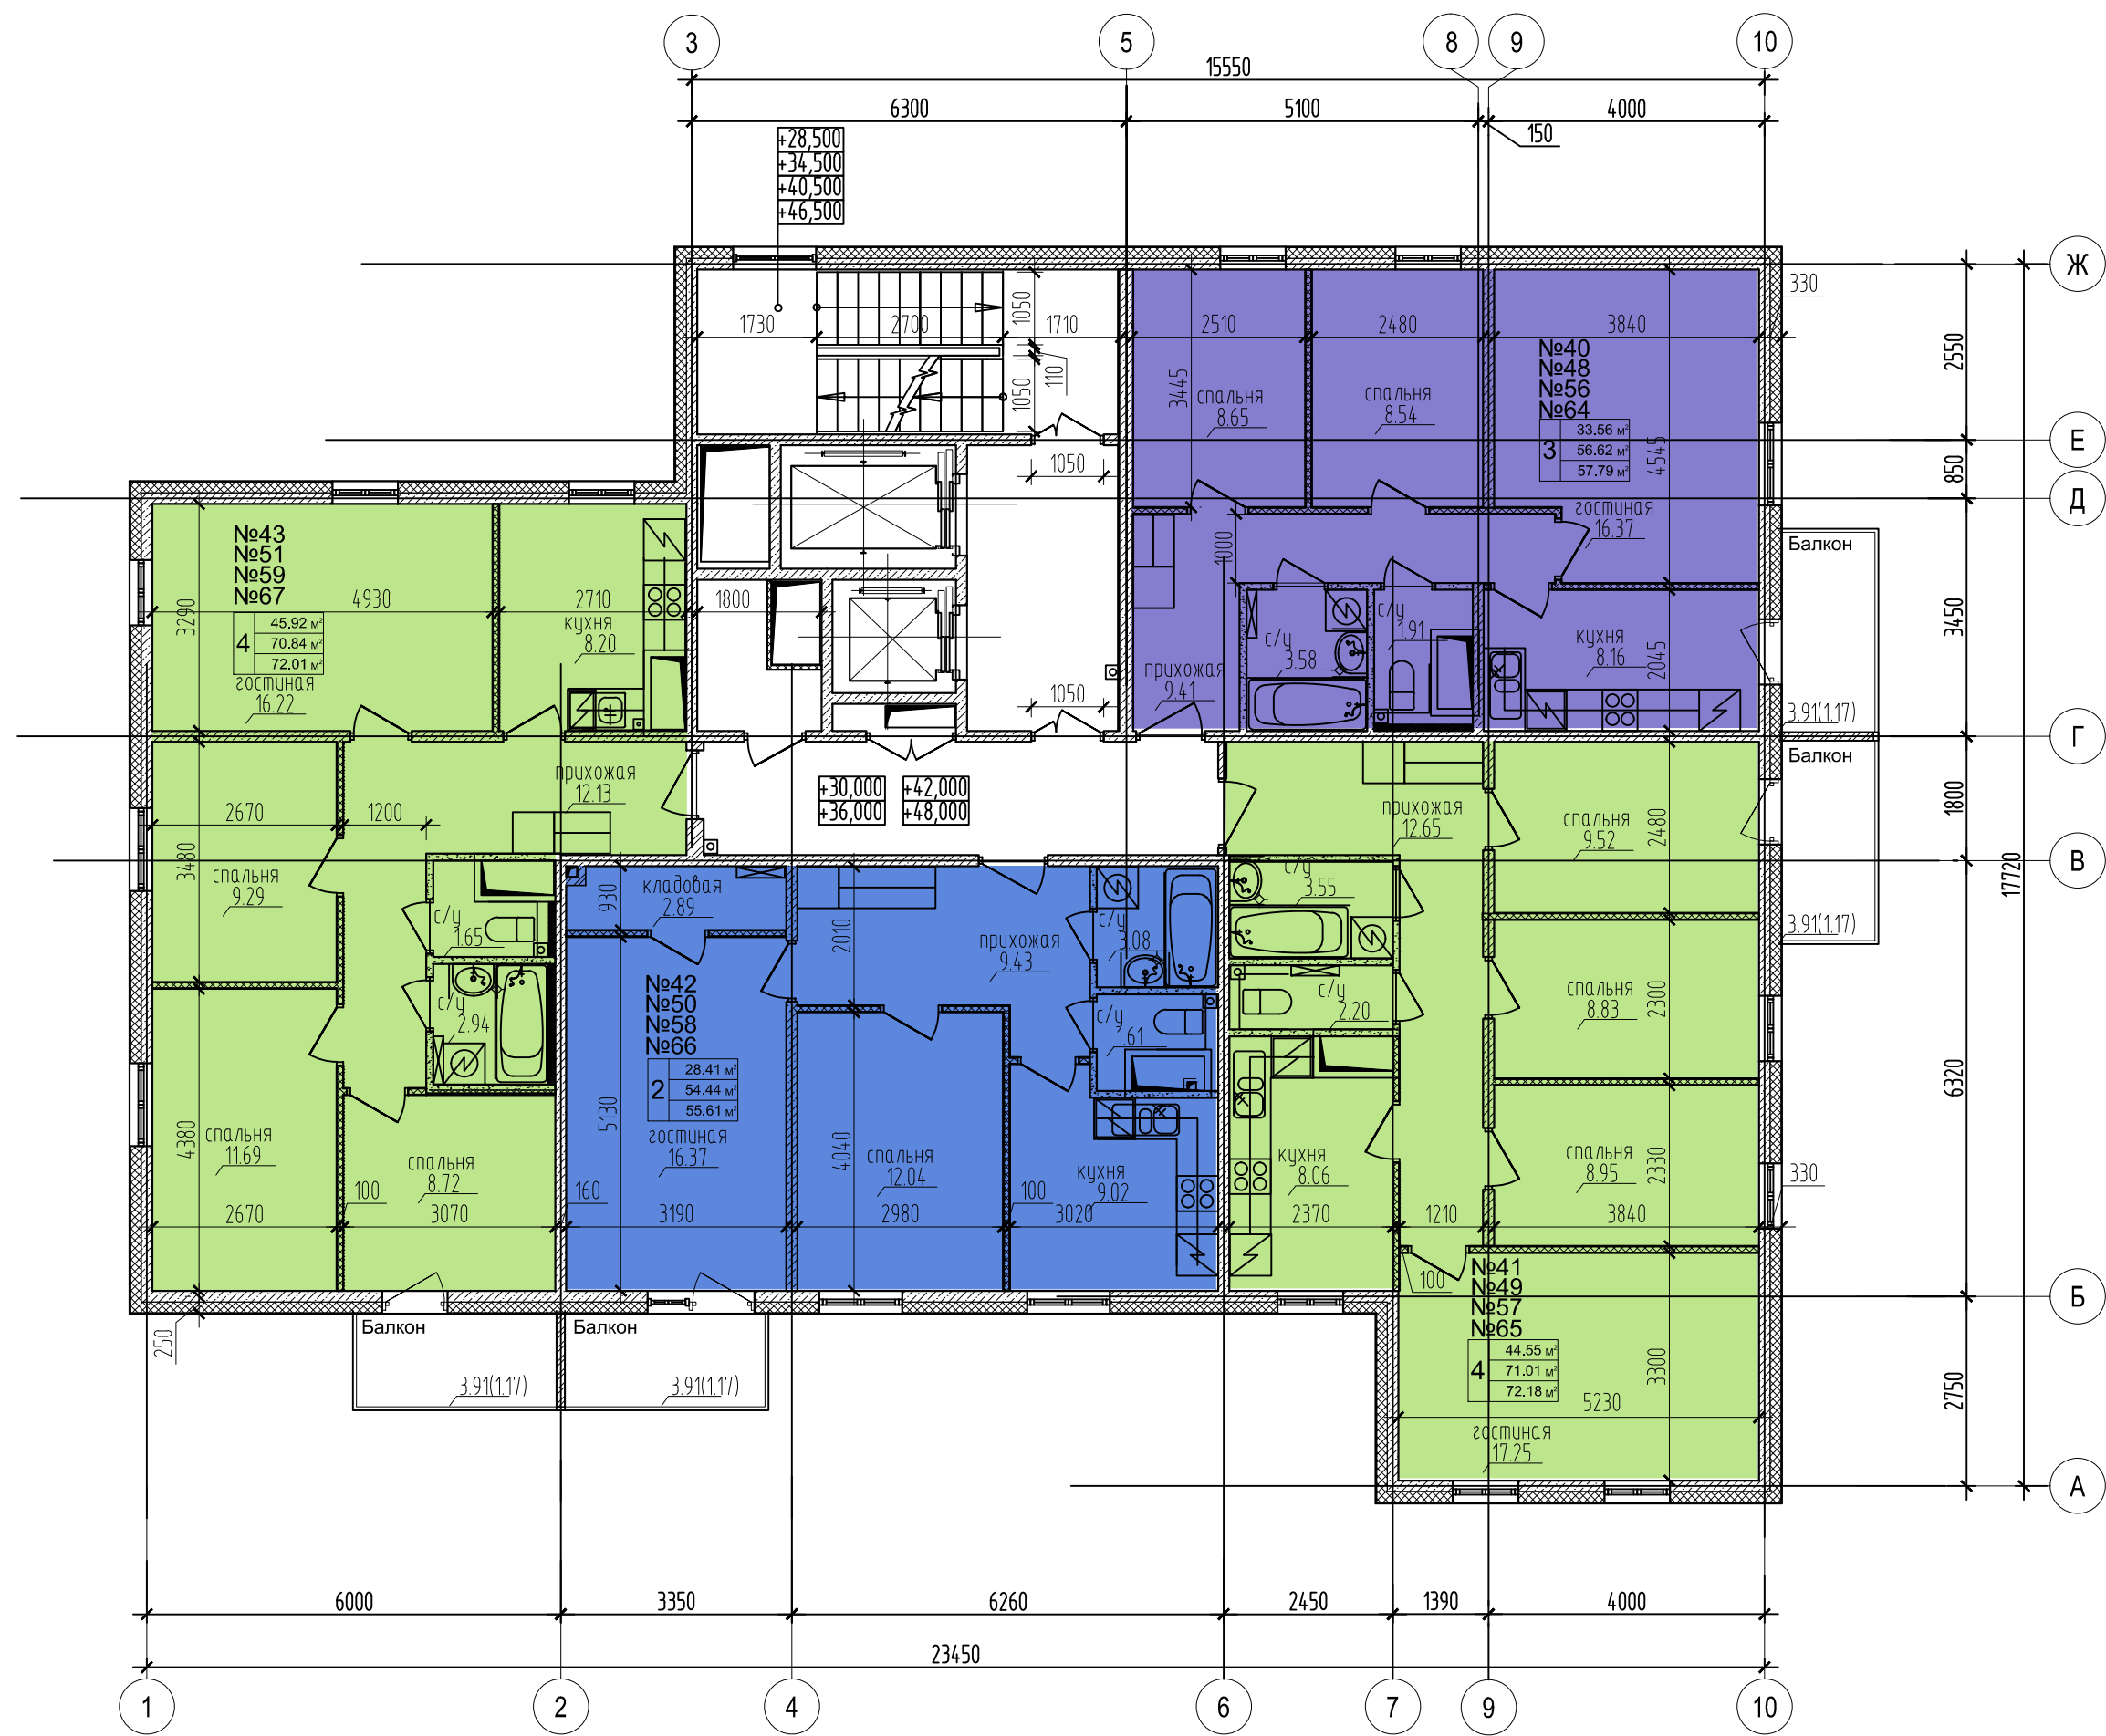 3
5
8
9
10
15550
6300
5100
4000
150
+28,500
+34,500
+40,500
+46,500
Ж
Е
Д
Г
В
Б
А
330
2550
850
3450
1800
6320
2750
17720
1730
2700
1710
1050
110
1050
1050
1800
1050
2510
2480
3840
3445
спальня
8.65
спальня
8.54
№40
№48
№56
№64
3
33.56 м²
56.62 м²
57.79 м²
4545
гостиная
16.37
1000
с/у
3.58
с/у
1.91
прихожая
9.41
кухня
8.16
2045
Балкон
3.91(1.17)
Балкон
3.91(1.17)
№43
№51
№59
№67
4
45.92 м²
70.84 м²
72.01 м²
гостиная
16.22
3290
4930
2710
кухня
8.20
прихожая
12.13
2670
1200
3480
спальня
9.29
с/у
1.65
с/у
2.94
4380
спальня
11.69
спальня
8.72
100
2670
3070
250
Балкон
3.91(1.17)
+30,000
+36,000
+42,000
+48,000
930
кладовая
2.89
2010
прихожая
9.43
с/у
3.08
с/у
1.61
№42
№50
№58
№66
2
28.41 м²
54.44 м²
55.61 м²
5130
гостиная
16.37
4040
спальня
12.04
кухня
9.02
160
100
3190
2980
3020
Балкон
3.91(1.17)
прихожая
12.65
с/у
3.55
с/у
2.20
кухня
8.06
2370
1210
3840
спальня
9.52
2480
спальня
8.83
2300
спальня
8.95
2330
330
100
№41
№49
№57
№65
4
44.55 м²
71.01 м²
72.18 м²
3300
5230
гостиная
17.25
6000
3350
6260
2450
1390
4000
23450
1
2
4
6
7
9
10